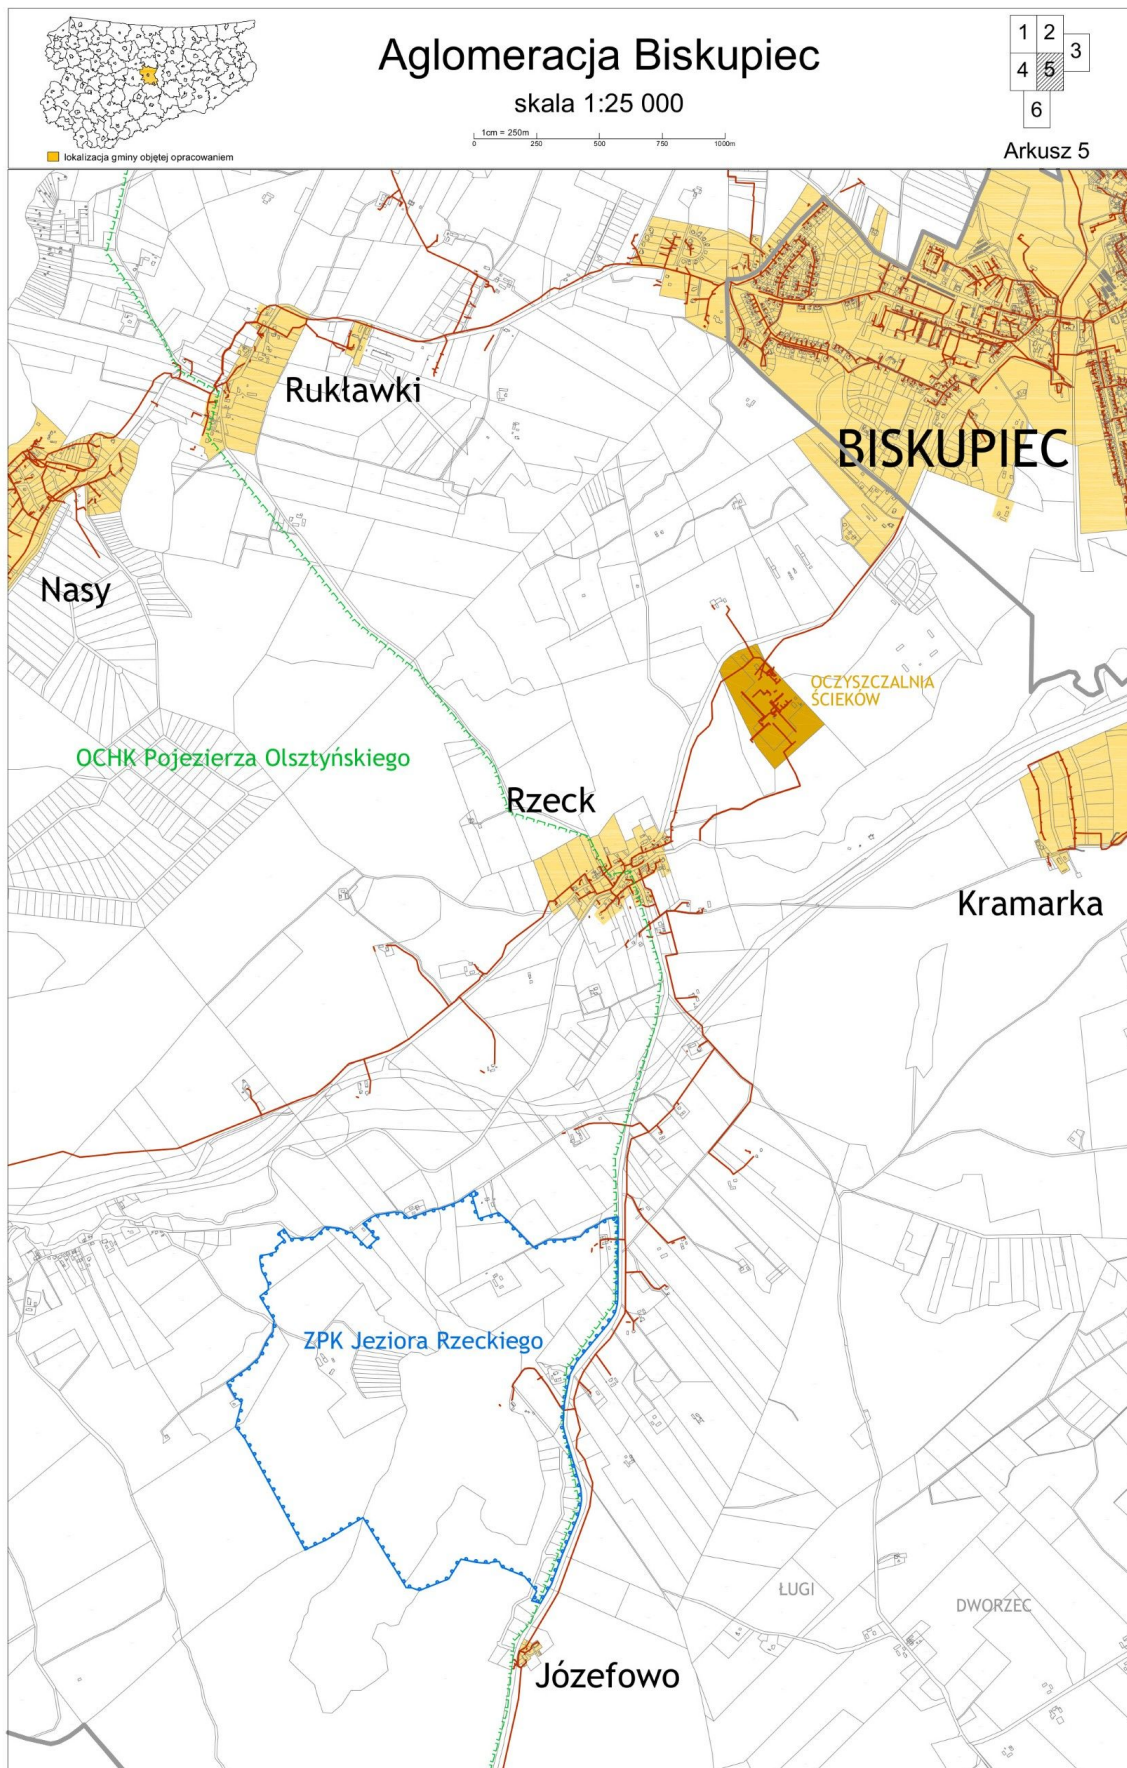 Aglomeracja Biskupiec
skala 1:25 000
1cm = 250m
0 250 500 750 1000m
lokalizacja gminy objętej opracowaniem
1 2
3
4 5
6
Arkusz 5
Rukławki
BISKUPIEC
Nasy
OCZYSZCZALNIA
ŚCIEKÓW
OCHK Pojezierza Olsztyńskiego
Rzeck
Kramarka
ZPK Jeziora Rzeckiego
ŁUGI
DWORZEC
Józefowo